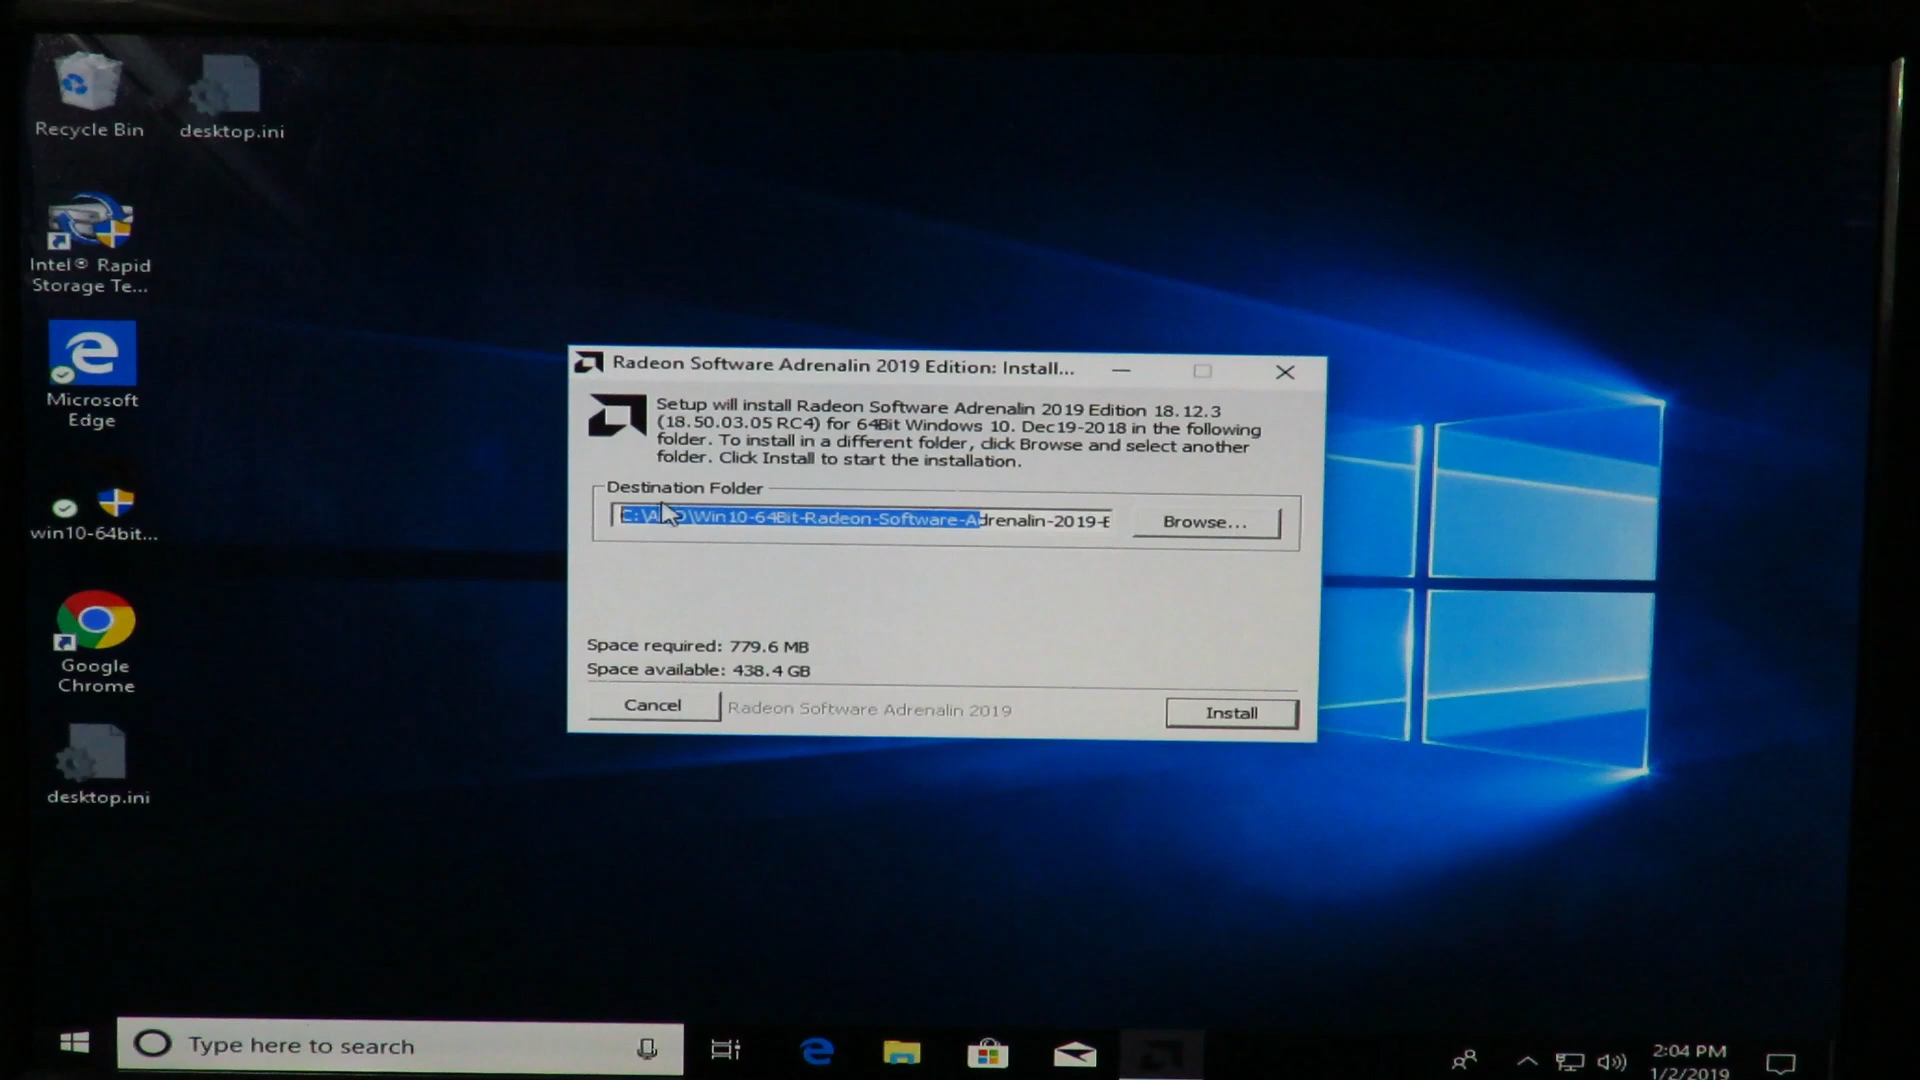 Recycle Bin
desktop.ini
Intel® Rapid
Storage Te...
Microsoft
Edge
win10-64bit...
Google
Chrome
desktop.ini
Radeon Software Adrenalin 2019 Edition: Install...
Setup will install Radeon Software Adrenalin 2019 Edition 18.12.3
(18.50.03.05 RC4) for 64Bit Windows 10. Dec19-2018 in the following
folder. To install in a different folder, click Browse and select another
folder. Click Install to start the installation.
Destination Folder
\Win10-64Bit-Radeon-Software-Adrenalin-2019-E
Browse...
Space required: 779.6 MB
Space available: 438.4 GB
Cancel
Radeon Software Adrenalin 2019
Install
Type here to search
2:04 PM
1/2/2019